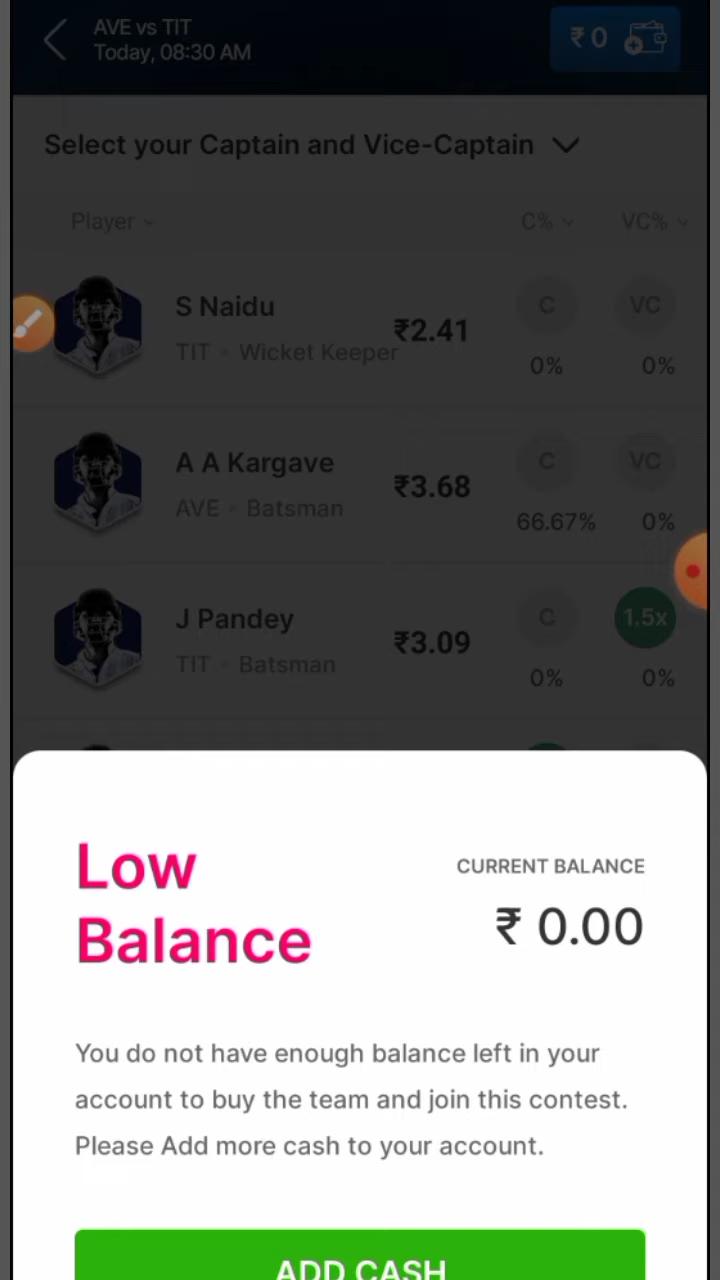 AVE vs TIT
Today, 08:30 AM
₹ 0
Select your Captain and Vice-Captain
Player C% VC%
S Naidu
TIT • Wicket Keeper
₹2.41
C VC
0% 0%
A A Kargave
AVE • Batsman
₹3.68
C VC
66.67% 0%
J Pandey
TIT • Batsman
₹3.09
C 1.5x
0% 0%
Low
Balance
CURRENT BALANCE
₹ 0.00
You do not have enough balance left in your
account to buy the team and join this contest.
Please Add more cash to your account.
ADD CASH